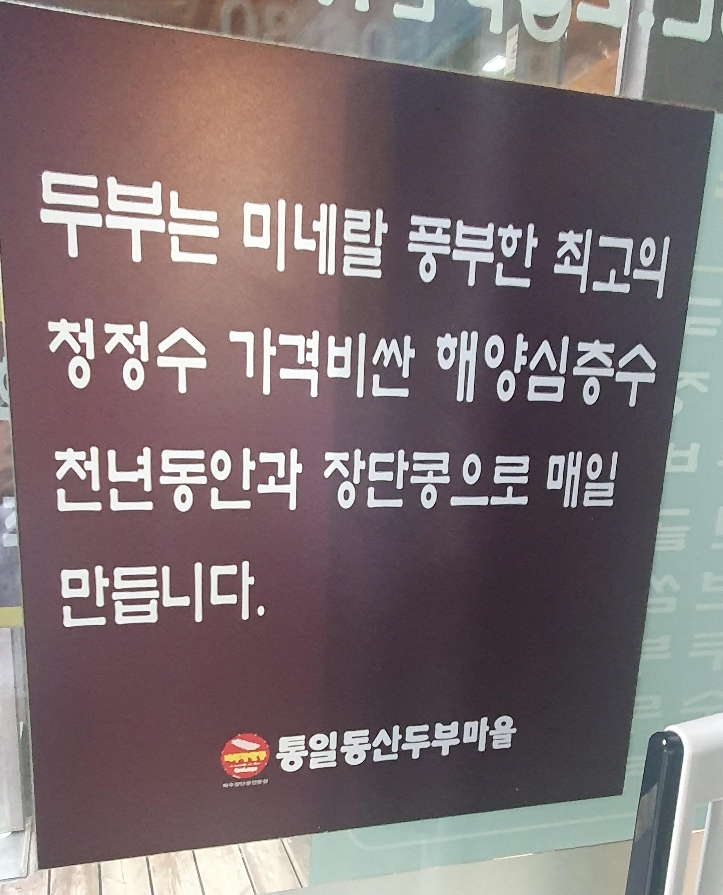 두부는 미네랄 풍부한 최고의
청정수 가격비싼 해양심층수
천년동안과 장단콩으로 매일
만듭니다.
통일동산두부마을